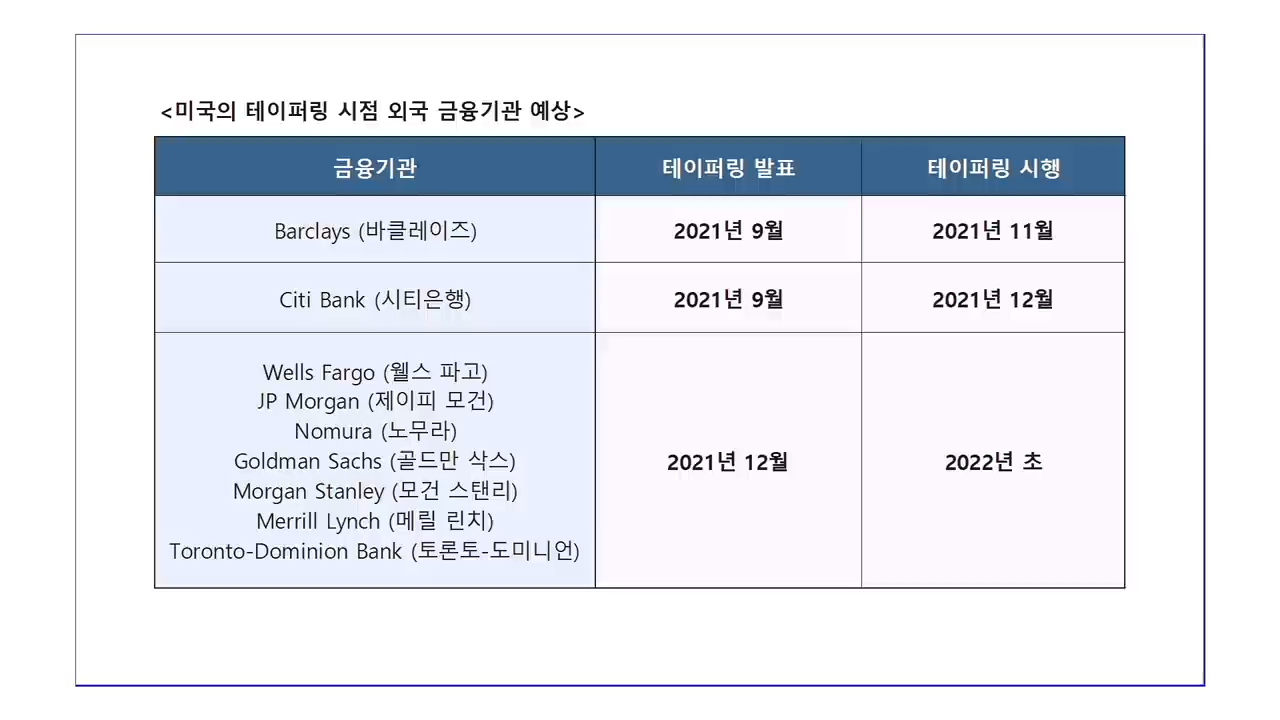 <미국의 테이퍼링 시점 외국 금융기관 예상>
금융기관 테이퍼링 발표 테이퍼링 시행
Barclays (바클레이즈) 2021년 9월 2021년 11월
Citi Bank (시티은행) 2021년 9월 2021년 12월
Wells Fargo (웰스 파고)
JP Morgan (제이피 모건)
Nomura (노무라)
Goldman Sachs (골드만 삭스)
Morgan Stanley (모건 스탠리)
Merrill Lynch (메릴 린치)
Toronto-Dominion Bank (토론토-도미니언)
2021년 12월 2022년 초